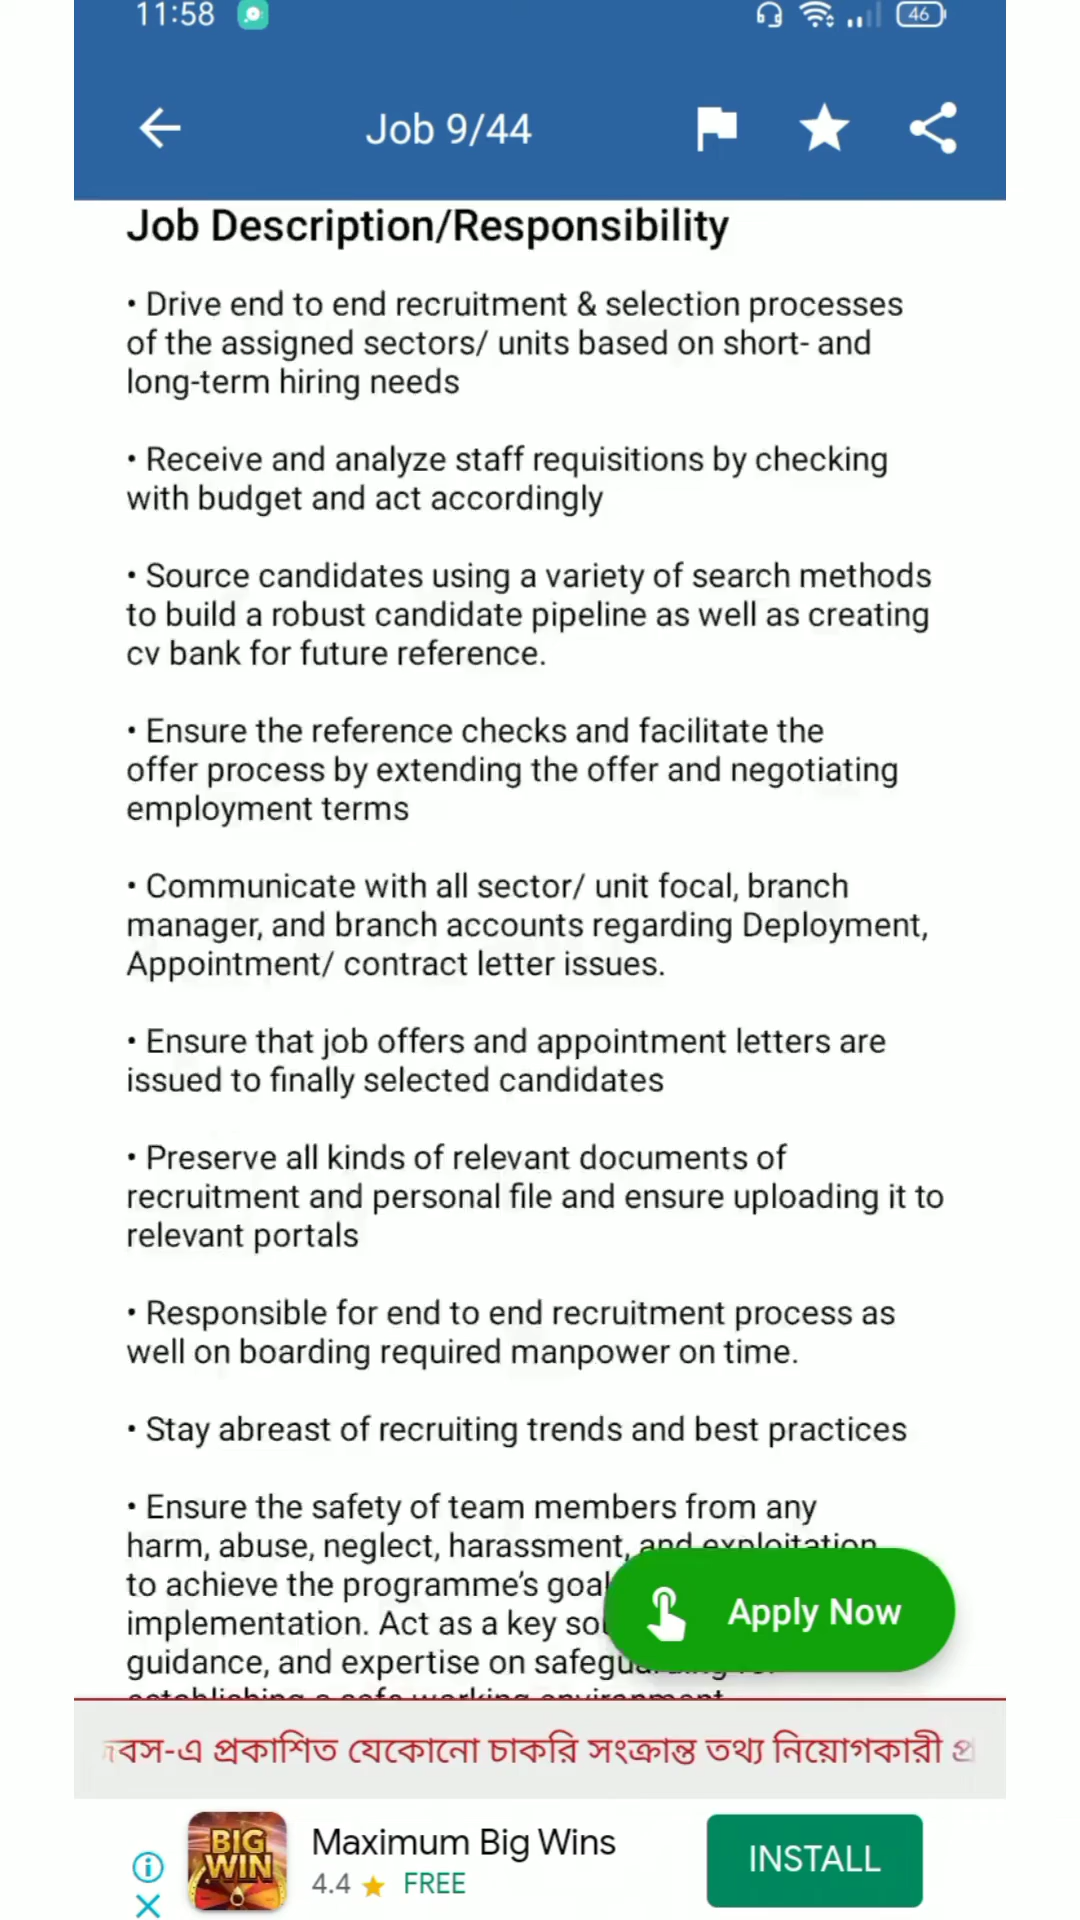 11:58
46
Job 9/44
Job Description/Responsibility
• Drive end to end recruitment & selection processes
of the assigned sectors/ units based on short- and
long-term hiring needs
• Receive and analyze staff requisitions by checking
with budget and act accordingly
• Source candidates using a variety of search methods
to build a robust candidate pipeline as well as creating
cv bank for future reference.
• Ensure the reference checks and facilitate the
offer process by extending the offer and negotiating
employment terms
• Communicate with all sector/ unit focal, branch
manager, and branch accounts regarding Deployment,
Appointment/ contract letter issues.
• Ensure that job offers and appointment letters are
issued to finally selected candidates
• Preserve all kinds of relevant documents of
recruitment and personal file and ensure uploading it to
relevant portals
• Responsible for end to end recruitment process as
well on boarding required manpower on time.
• Stay abreast of recruiting trends and best practices
• Ensure the safety of team members from any
harm, abuse, neglect, harassment, and exploitation
to achieve the programme's
implementation. Act as a key
guidance, and expertise on
establishing a safe working environment
Apply Now
প্রকাশিত যেকোনো চাকরি সংক্রান্ত তথ্য নিয়োগকারী
BIG
WIN
Maximum Big Wins
4.4 ★ FREE
INSTALL